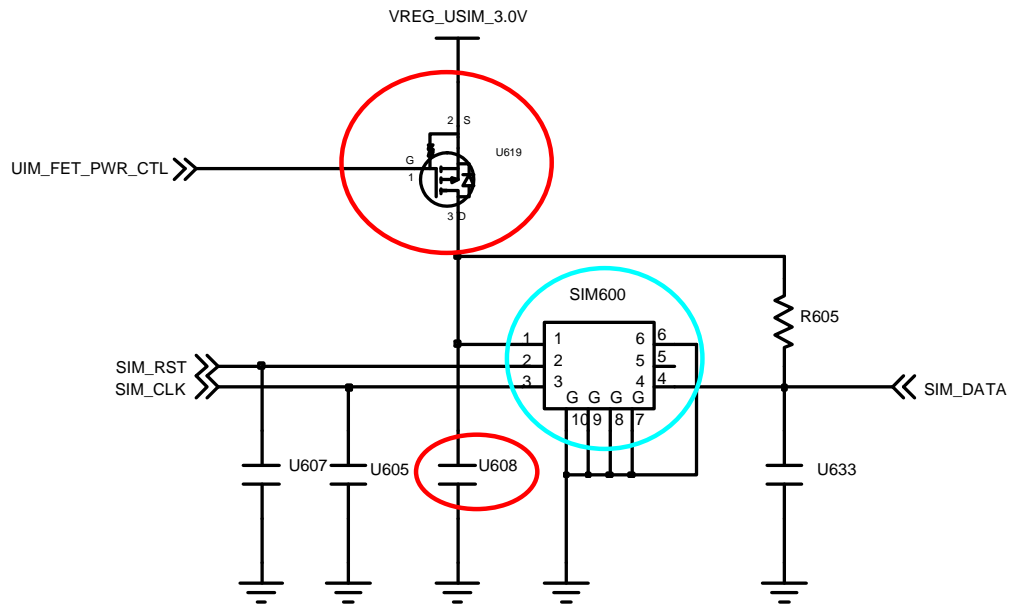 VREG_USIM_3.0V
2 S
U619
G
UIM_FET_PWR_CTL
1
3 D
SIM600
R605
1 1 6 6
SIM_RST 2 2 5 5
SIM_CLK 3 3 4 4 SIM_DATA
G G G G
10 9 8 7
U607 U605 U608 U633